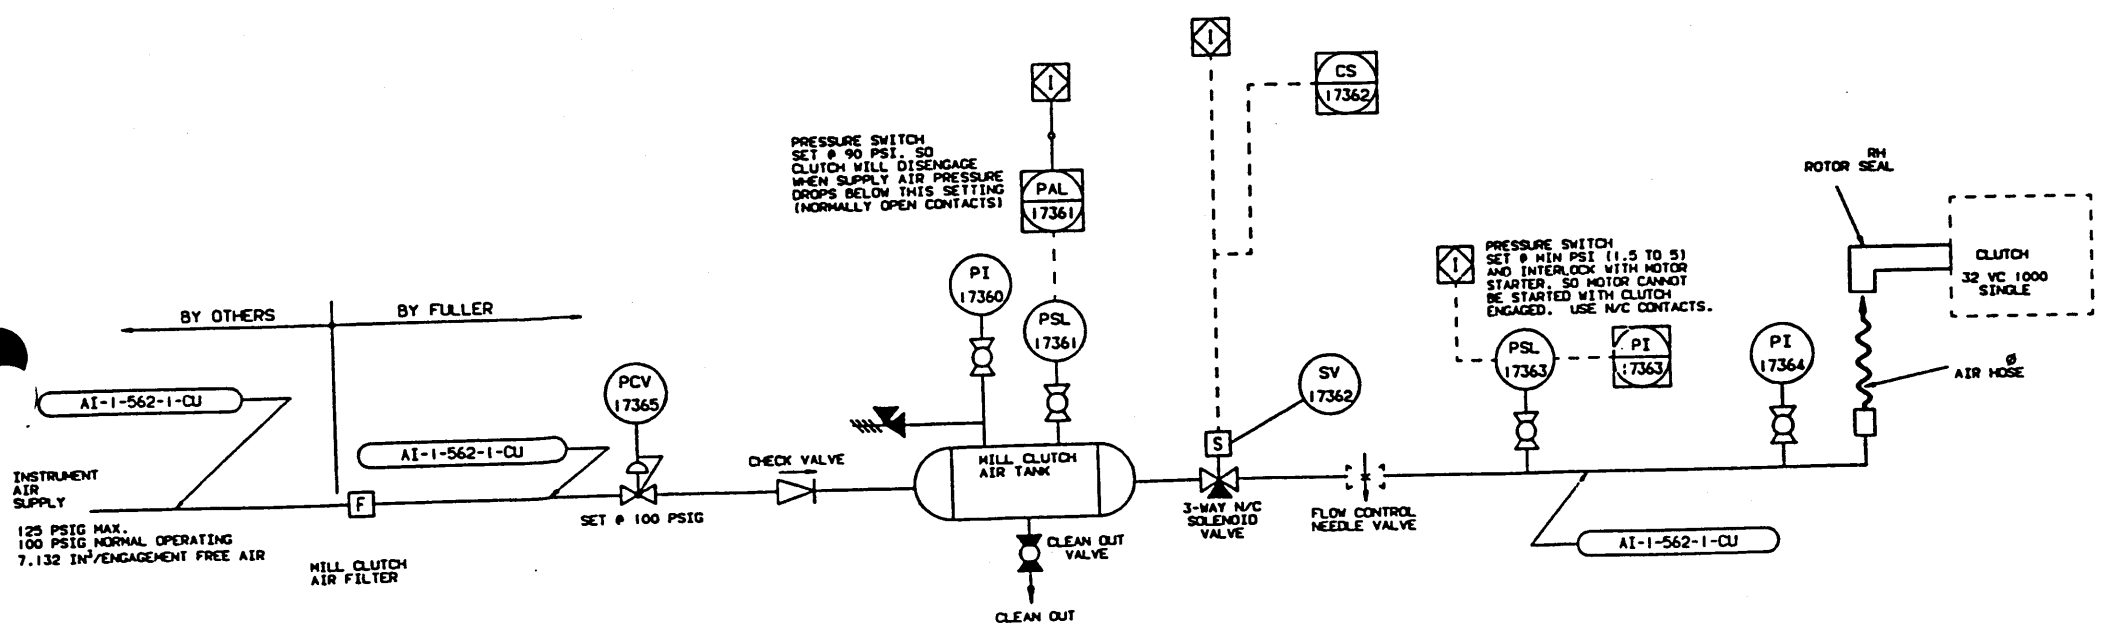 I
I
CS
17362
PRESSURE SWITCH
SET @ 90 PSI. SO
CLUTCH WILL DISENGAGE
WHEN SUPPLY AIR PRESSURE
DROPS BELOW THIS SETTING
(NORMALLY OPEN CONTACTS)
PAL
17361
RH
ROTOR SEAL
I
PRESSURE SWITCH
SET @ MIN PSI (1.5 TO 5)
AND INTERLOCK WITH MOTOR
STARTER, SO MOTOR CANNOT
BE STARTED WITH CLUTCH
ENGAGED. USE N/C CONTACTS.
CLUTCH
32 VC 1000
SINGLE
PI
17360
PSL
17361
BY OTHERS
BY FULLER
PSL
17363
PI
17363
PI
17364
Ø
AIR HOSE
PCV
17365
SV
17362
AI-1-562-1-CU
AI-1-562-1-CU
S
INSTRUMENT
AIR
SUPPLY
125 PSIG MAX.
100 PSIG NORMAL OPERATING
7.132 IN³/ENGAGEMENT FREE AIR
F
MILL CLUTCH
AIR FILTER
SET @ 100 PSIG
CHECK VALVE
MILL CLUTCH
AIR TANK
CLEAN OUT
VALVE
CLEAN OUT
3-WAY N/C
SOLENOID
VALVE
FLOW CONTROL
NEEDLE VALVE
AI-1-562-1-CU